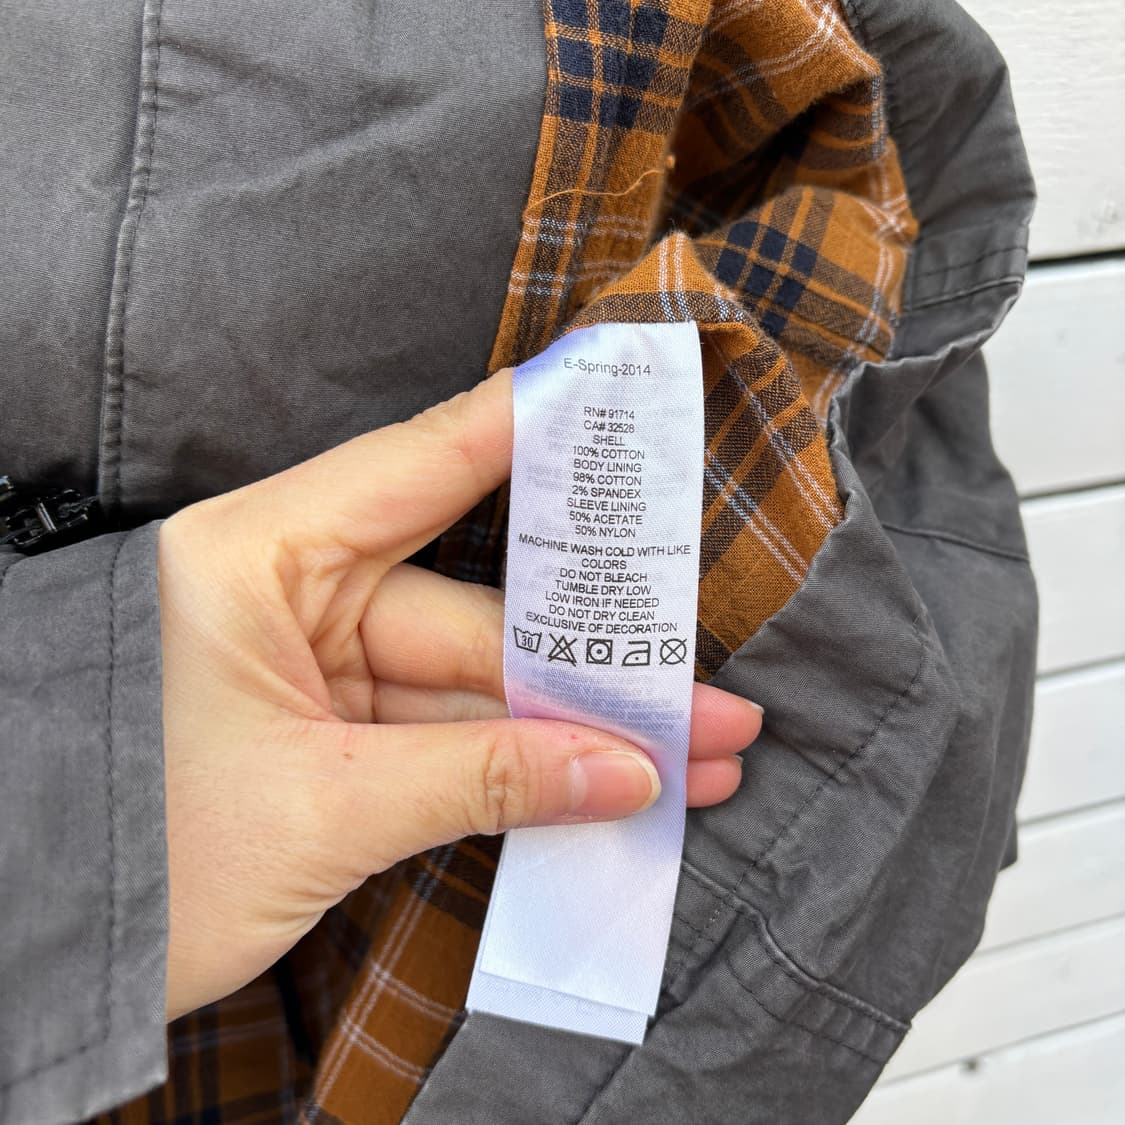 E-Spring-2014
RN# 91714
CA# 32528
SHELL
100% COTTON
BODY LINING
98% COTTON
2% SPANDEX
SLEEVE LINING
50% ACETATE
50% NYLON
MACHINE WASH COLD WITH LIKE
COLORS
DO NOT BLEACH
TUMBLE DRY LOW
LOW IRON IF NEEDED
DO NOT DRY CLEAN
EXCLUSIVE OF DECORATION
30